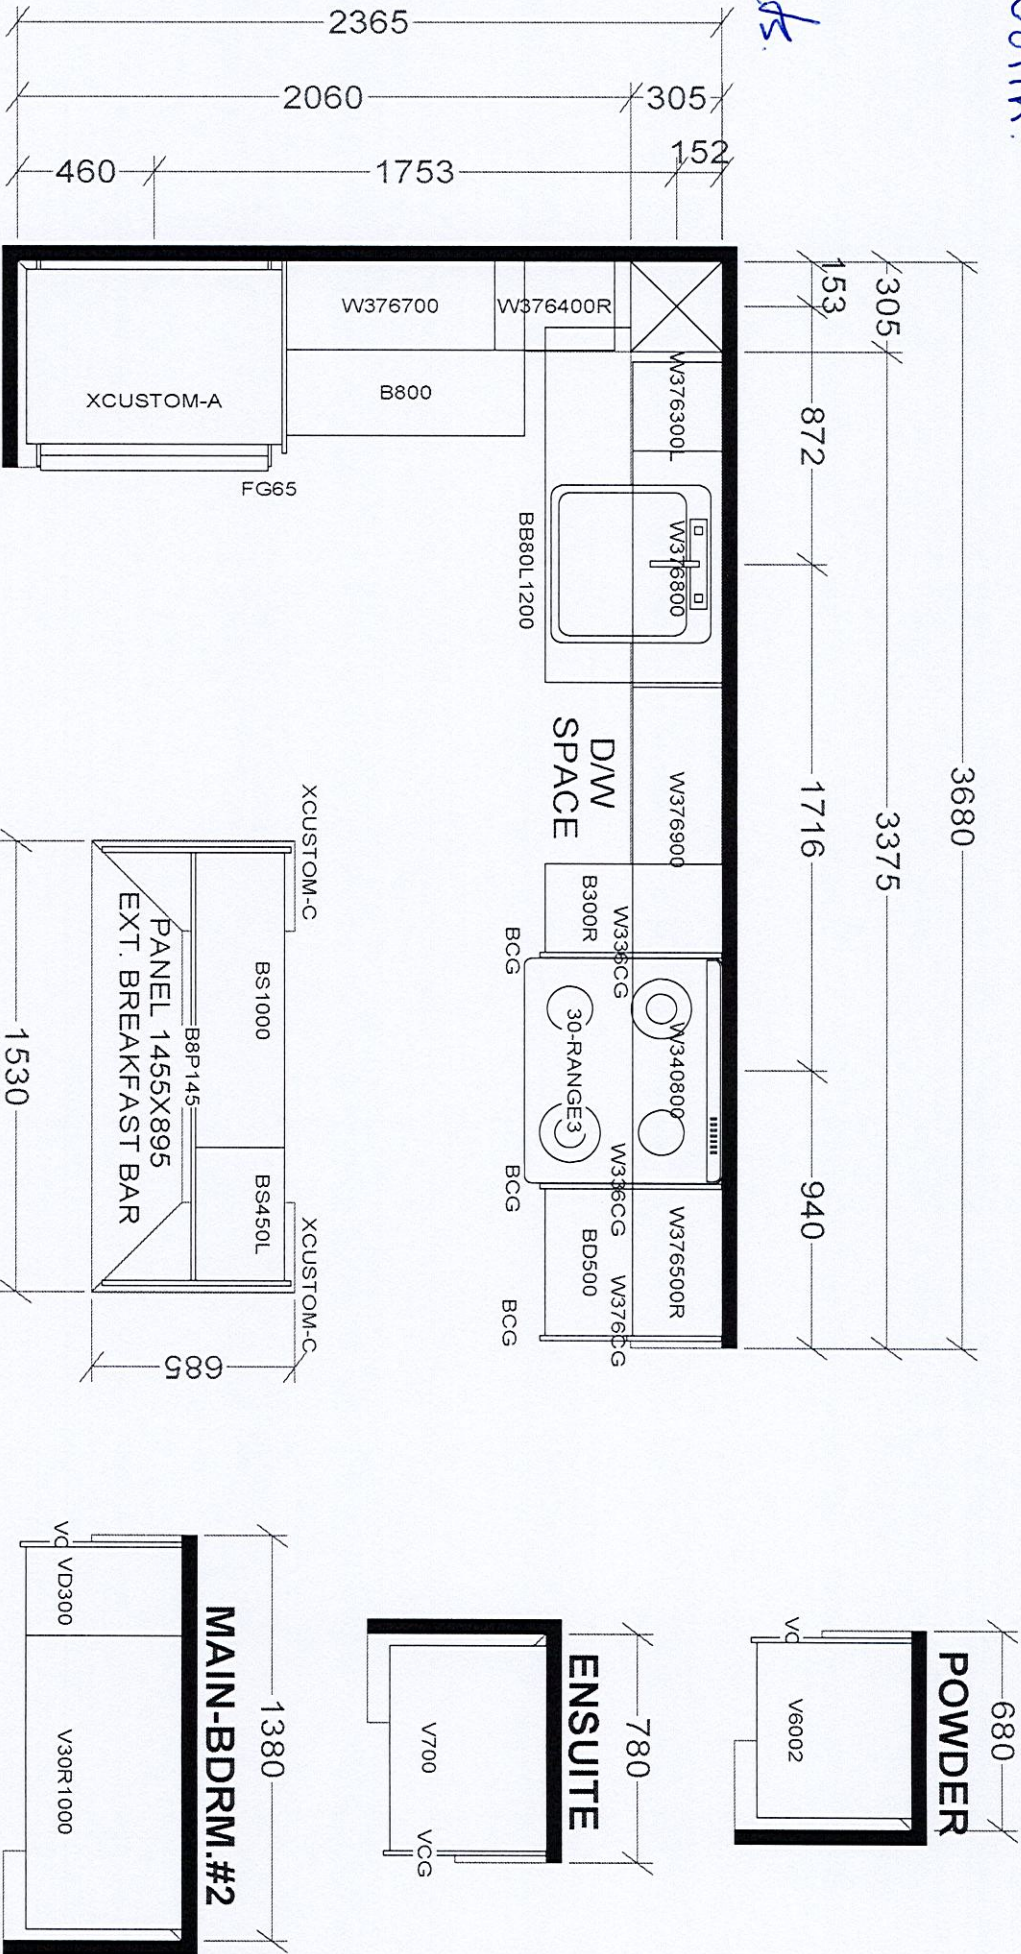 2365
2060
305
460
1753
152
3680
305
3375
153
872
1716
940
W376700
W376400R
B800
XCUSTOM-A
FG65
W376300L
W376800
BB80L1200
D/W
SPACE
W376900
B300R
W336CG
BCG
W340800
30-RANGE3
W336CG
BCG
W376500R
BD500
W376CG
BCG
XCUSTOM-C
BS1000
B8P145
BS450L
PANEL 1455X895
EXT. BREAKFAST BAR
XCUSTOM-C
1530
685
680
POWDER
V6002
780
ENSUITE
V700
VCG
1380
MAIN-BDRM.#2
VD300
V30R1000